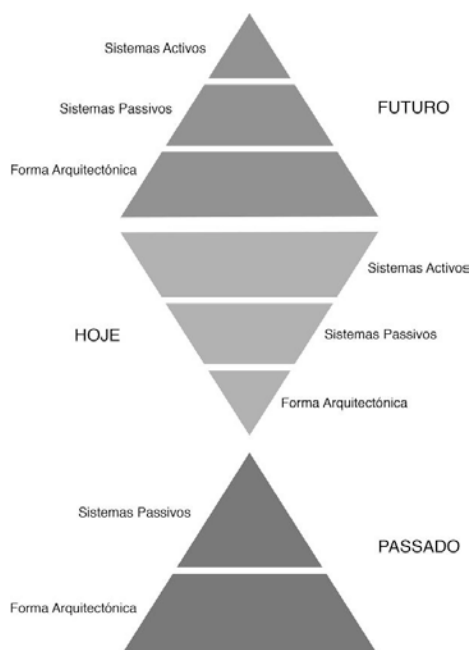 Sistemas Activos
Sistemas Passivos
FUTURO
Forma Arquitectónica
Sistemas Activos
HOJE
Sistemas Passivos
Forma Arquitectónica
Sistemas Passivos
PASSADO
Forma Arquitectónica